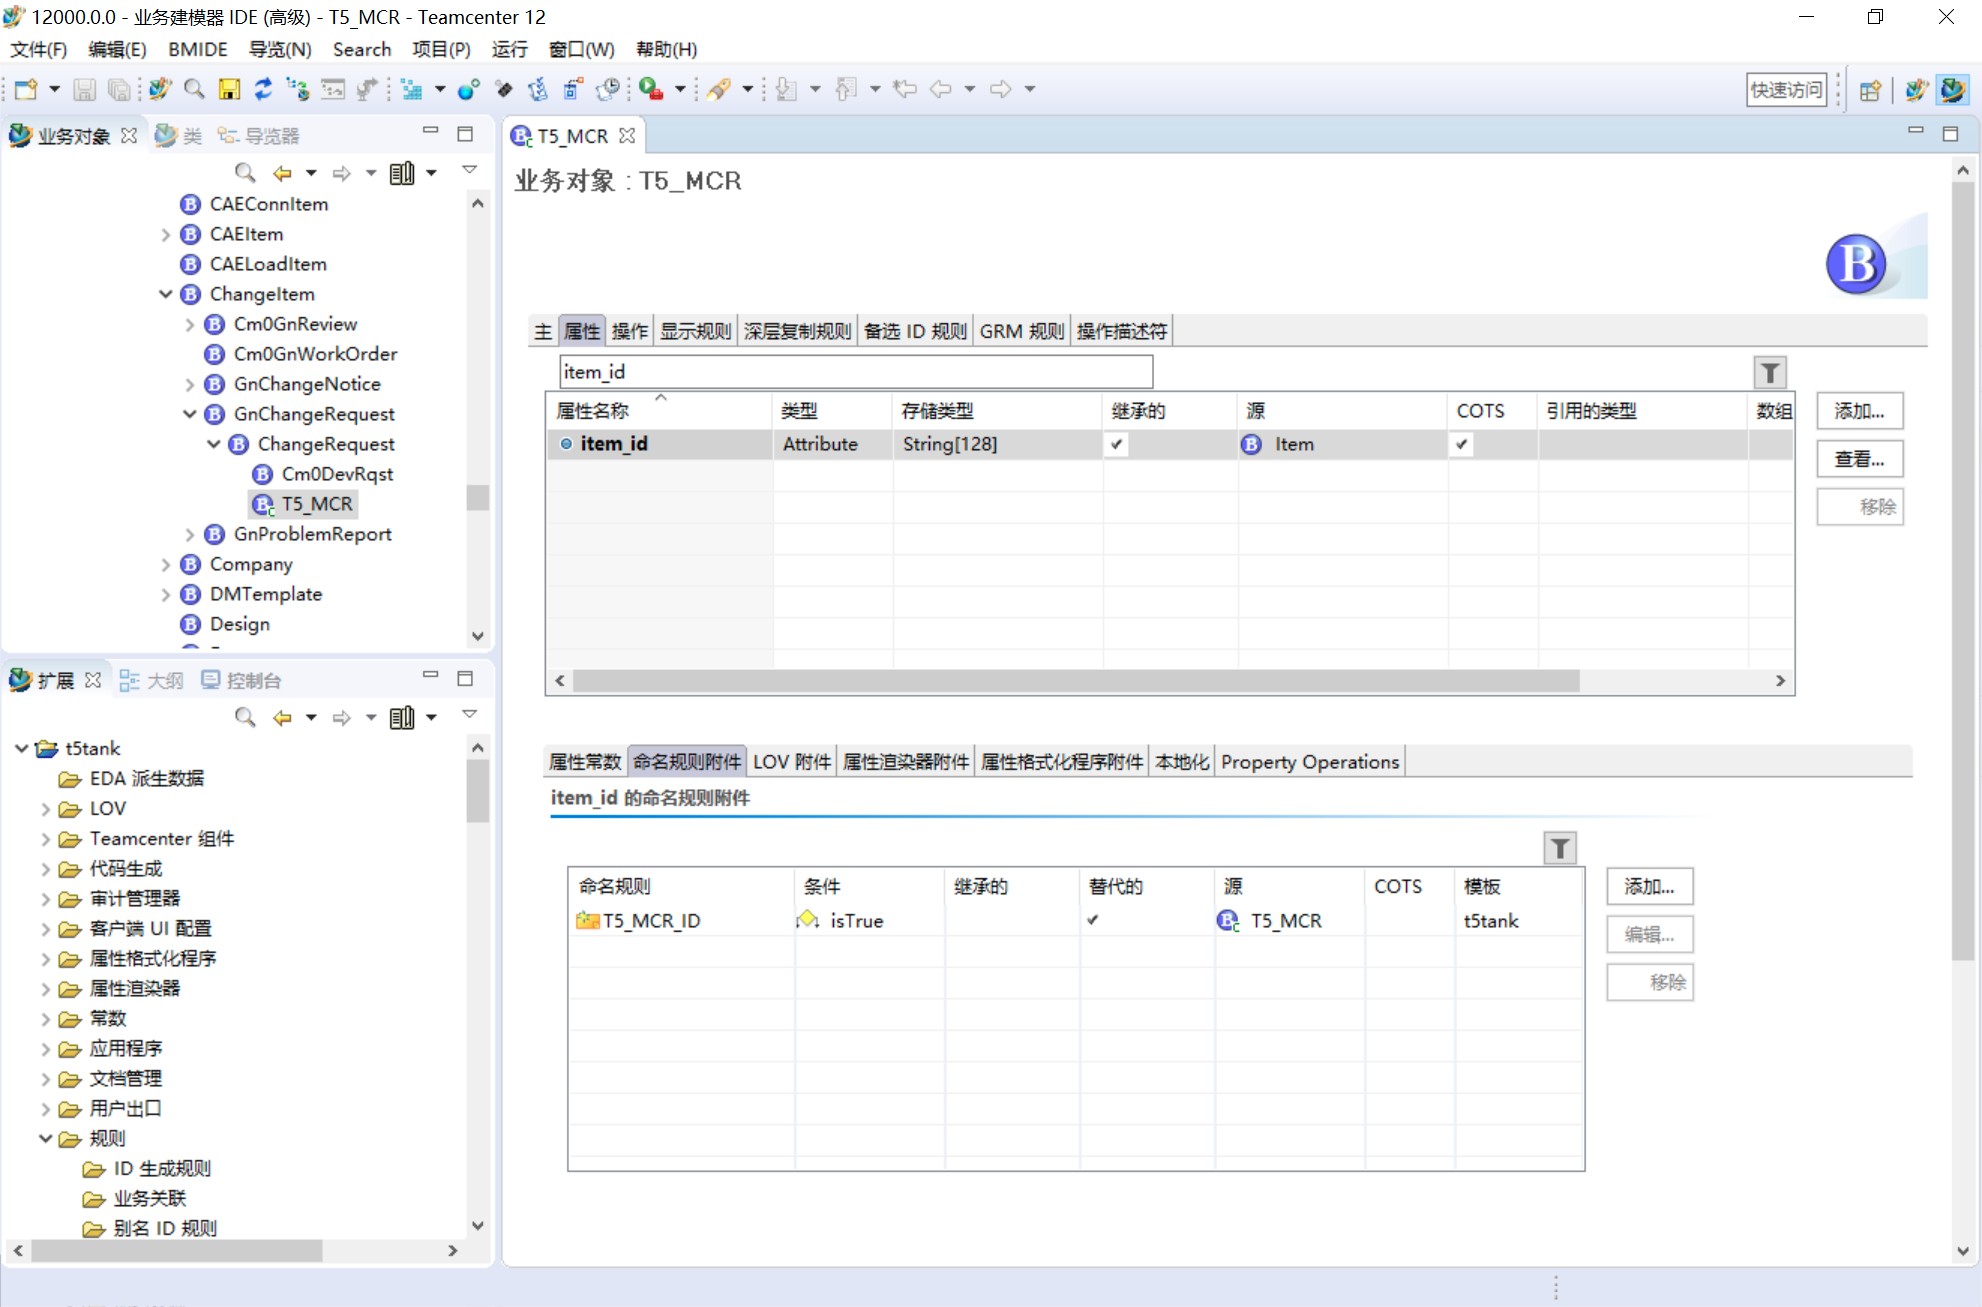 12000.0.0 - 业务建模器 IDE (高级) - T5_MCR - Teamcenter 12
文件(F) 编辑(E) BMIDE 导览(N) Search 项目(P) 运行 窗口(W) 帮助(H)
快速访问
业务对象 类 导览器
CAEConnItem
CAEItem
CAELoadItem
ChangeItem
Cm0GnReview
Cm0GnWorkOrder
GnChangeNotice
GnChangeRequest
ChangeRequest
Cm0DevRqst
T5_MCR
GnProblemReport
Company
DMTemplate
Design
扩展 大纲 控制台
t5tank
EDA 派生数据
LOV
Teamcenter 组件
代码生成
审计管理器
客户端 UI 配置
属性格式化程序
属性渲染器
常数
应用程序
文档管理
用户出口
规则
ID 生成规则
业务关联
别名 ID 规则
T5_MCR
业务对象 : T5_MCR
主 属性 操作 显示规则 深层复制规则 备选 ID 规则 GRM 规则 操作描述符
item_id
属性名称 类型 存储类型 继承的 源 COTS 引用的类型 数组
item_id Attribute String[128] Item
添加...
查看...
移除
属性常数 命名规则附件 LOV 附件 属性渲染器附件 属性格式化程序附件 本地化 Property Operations
item_id 的命名规则附件
命名规则 条件 继承的 替代的 源 COTS 模板
T5_MCR_ID isTrue T5_MCR t5tank
添加...
编辑...
移除